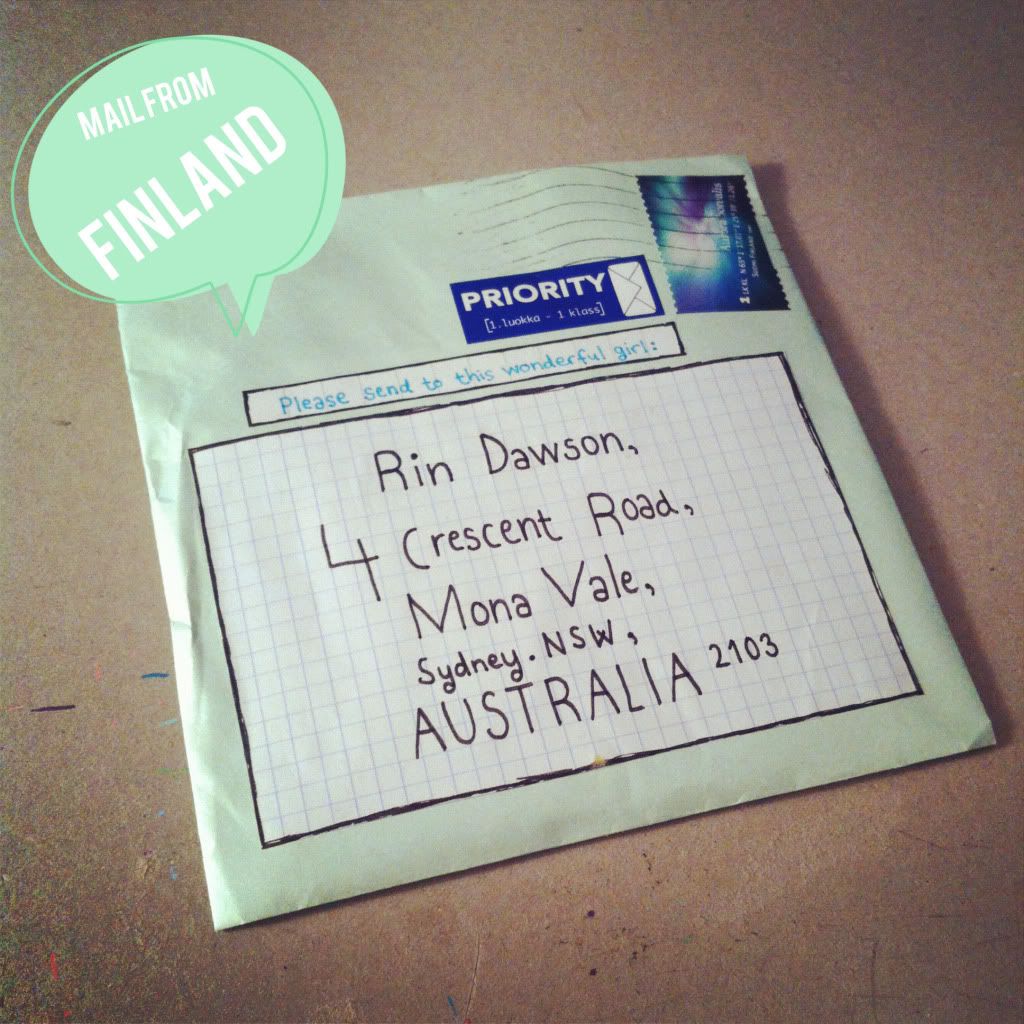 MAIL FROM
FINLAND
PRIORITY
[1.luokka - 1 klass]
Please send to this wonderful girl:
Rin Dawson,
4 Crescent Road,
Mona Vale,
Sydney. NSW,
AUSTRALIA 2103